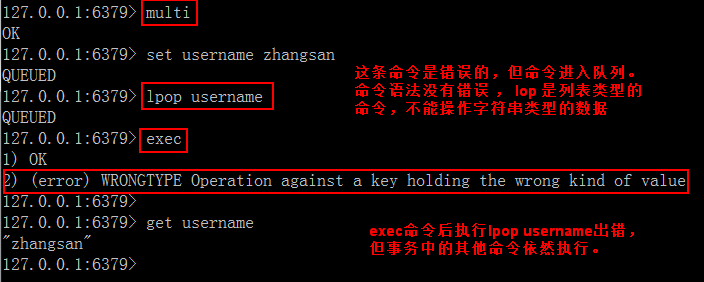 127.0.0.1:6379> multi
OK
127.0.0.1:6379> set username zhangsan
QUEUED
127.0.0.1:6379> lpop username
QUEUED
127.0.0.1:6379> exec
1) OK
2) (error) WRONGTYPE Operation against a key holding the wrong kind of value
127.0.0.1:6379>
127.0.0.1:6379> get username
"zhangsan"
127.0.0.1:6379>
这条命令是错误的，但命令进入队列。
命令语法没有错误 ，lop 是列表类型的
命令，不能操作字符串类型的数据
exec命令后执行lpop username出错，
但事务中的其他命令依然执行。